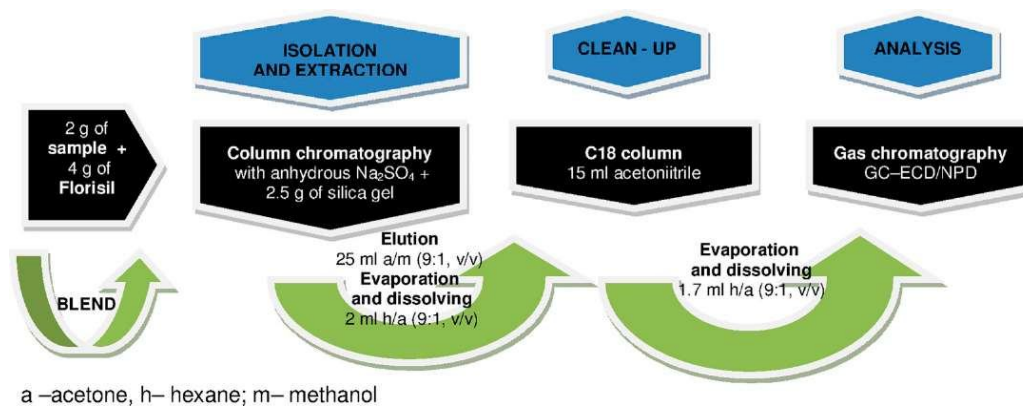 ISOLATION
AND EXTRACTION
CLEAN - UP
ANALYSIS
2 g of
sample +
4 g of
Florisil
Column chromatography
with anhydrous Na₂SO₄ +
2.5 g of silica gel
C18 column
15 ml acetoniitrile
Gas chromatography
GC–ECD/NPD
BLEND
Elution
25 ml a/m (9:1, v/v)
Evaporation
and dissolving
2 ml h/a (9:1, v/v)
Evaporation
and dissolving
1.7 ml h/a (9:1, v/v)
a –acetone, h– hexane; m– methanol